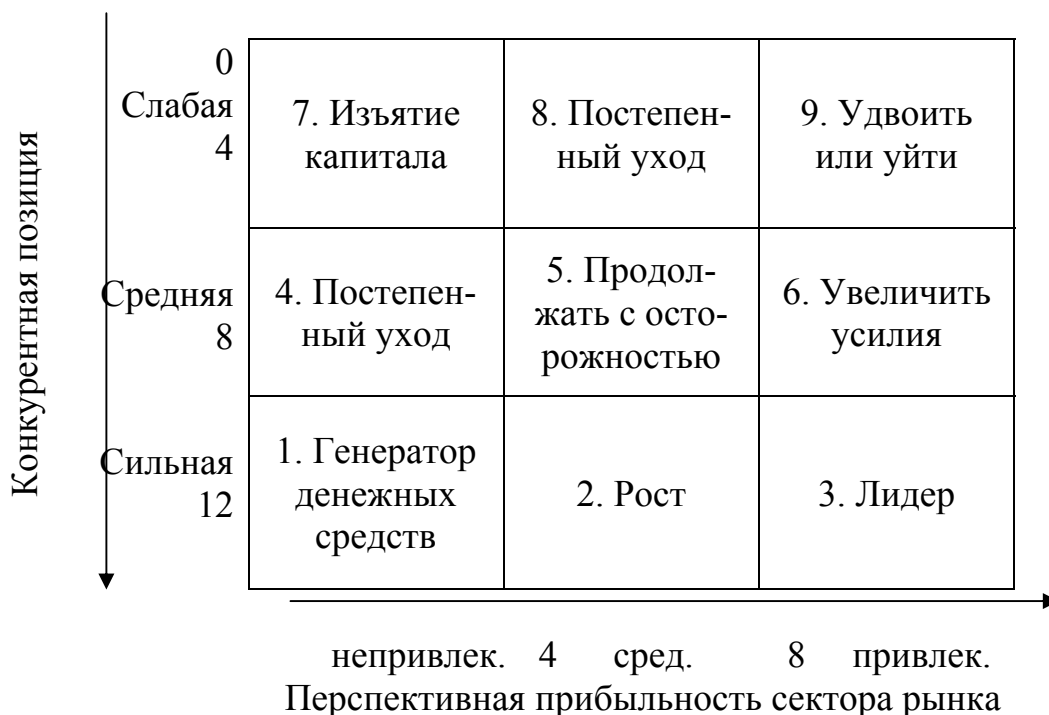 Конкурентная позиция
0
Слабая
4
7. Изъятие
капитала
8. Постепен-
ный уход
9. Удвоить
или уйти
Средняя
8
4. Постепен-
ный уход
5. Продол-
жать с осто-
рожностью
6. Увеличить
усилия
Сильная
12
1. Генератор
денежных
средств
2. Рост
3. Лидер
непривлек. 4 сред. 8 привлек.
Перспективная прибыльность сектора рынка